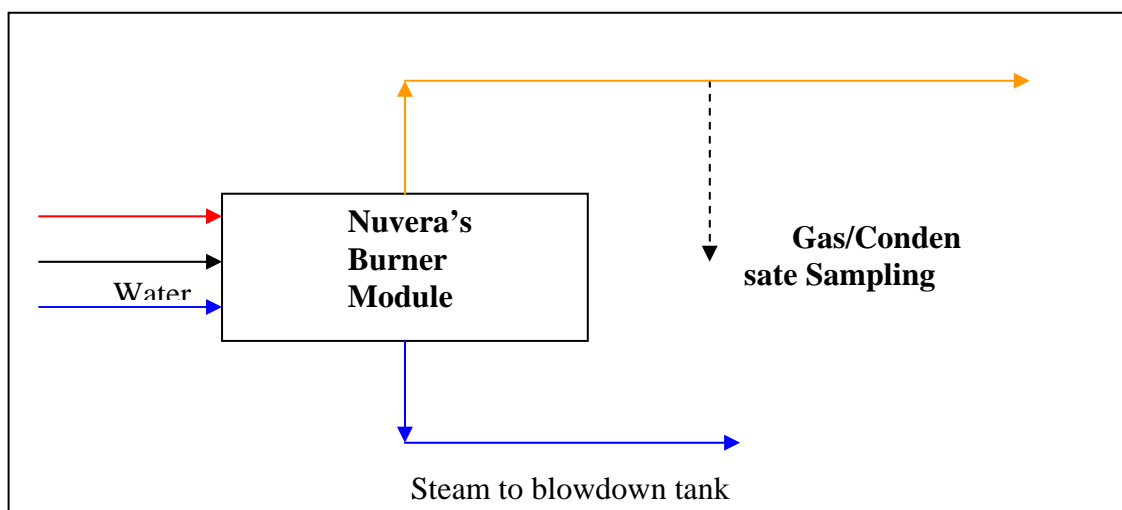 Nuvera's
Burner
Module
Gas/Conden
sate Sampling
Water
Steam to blowdown tank